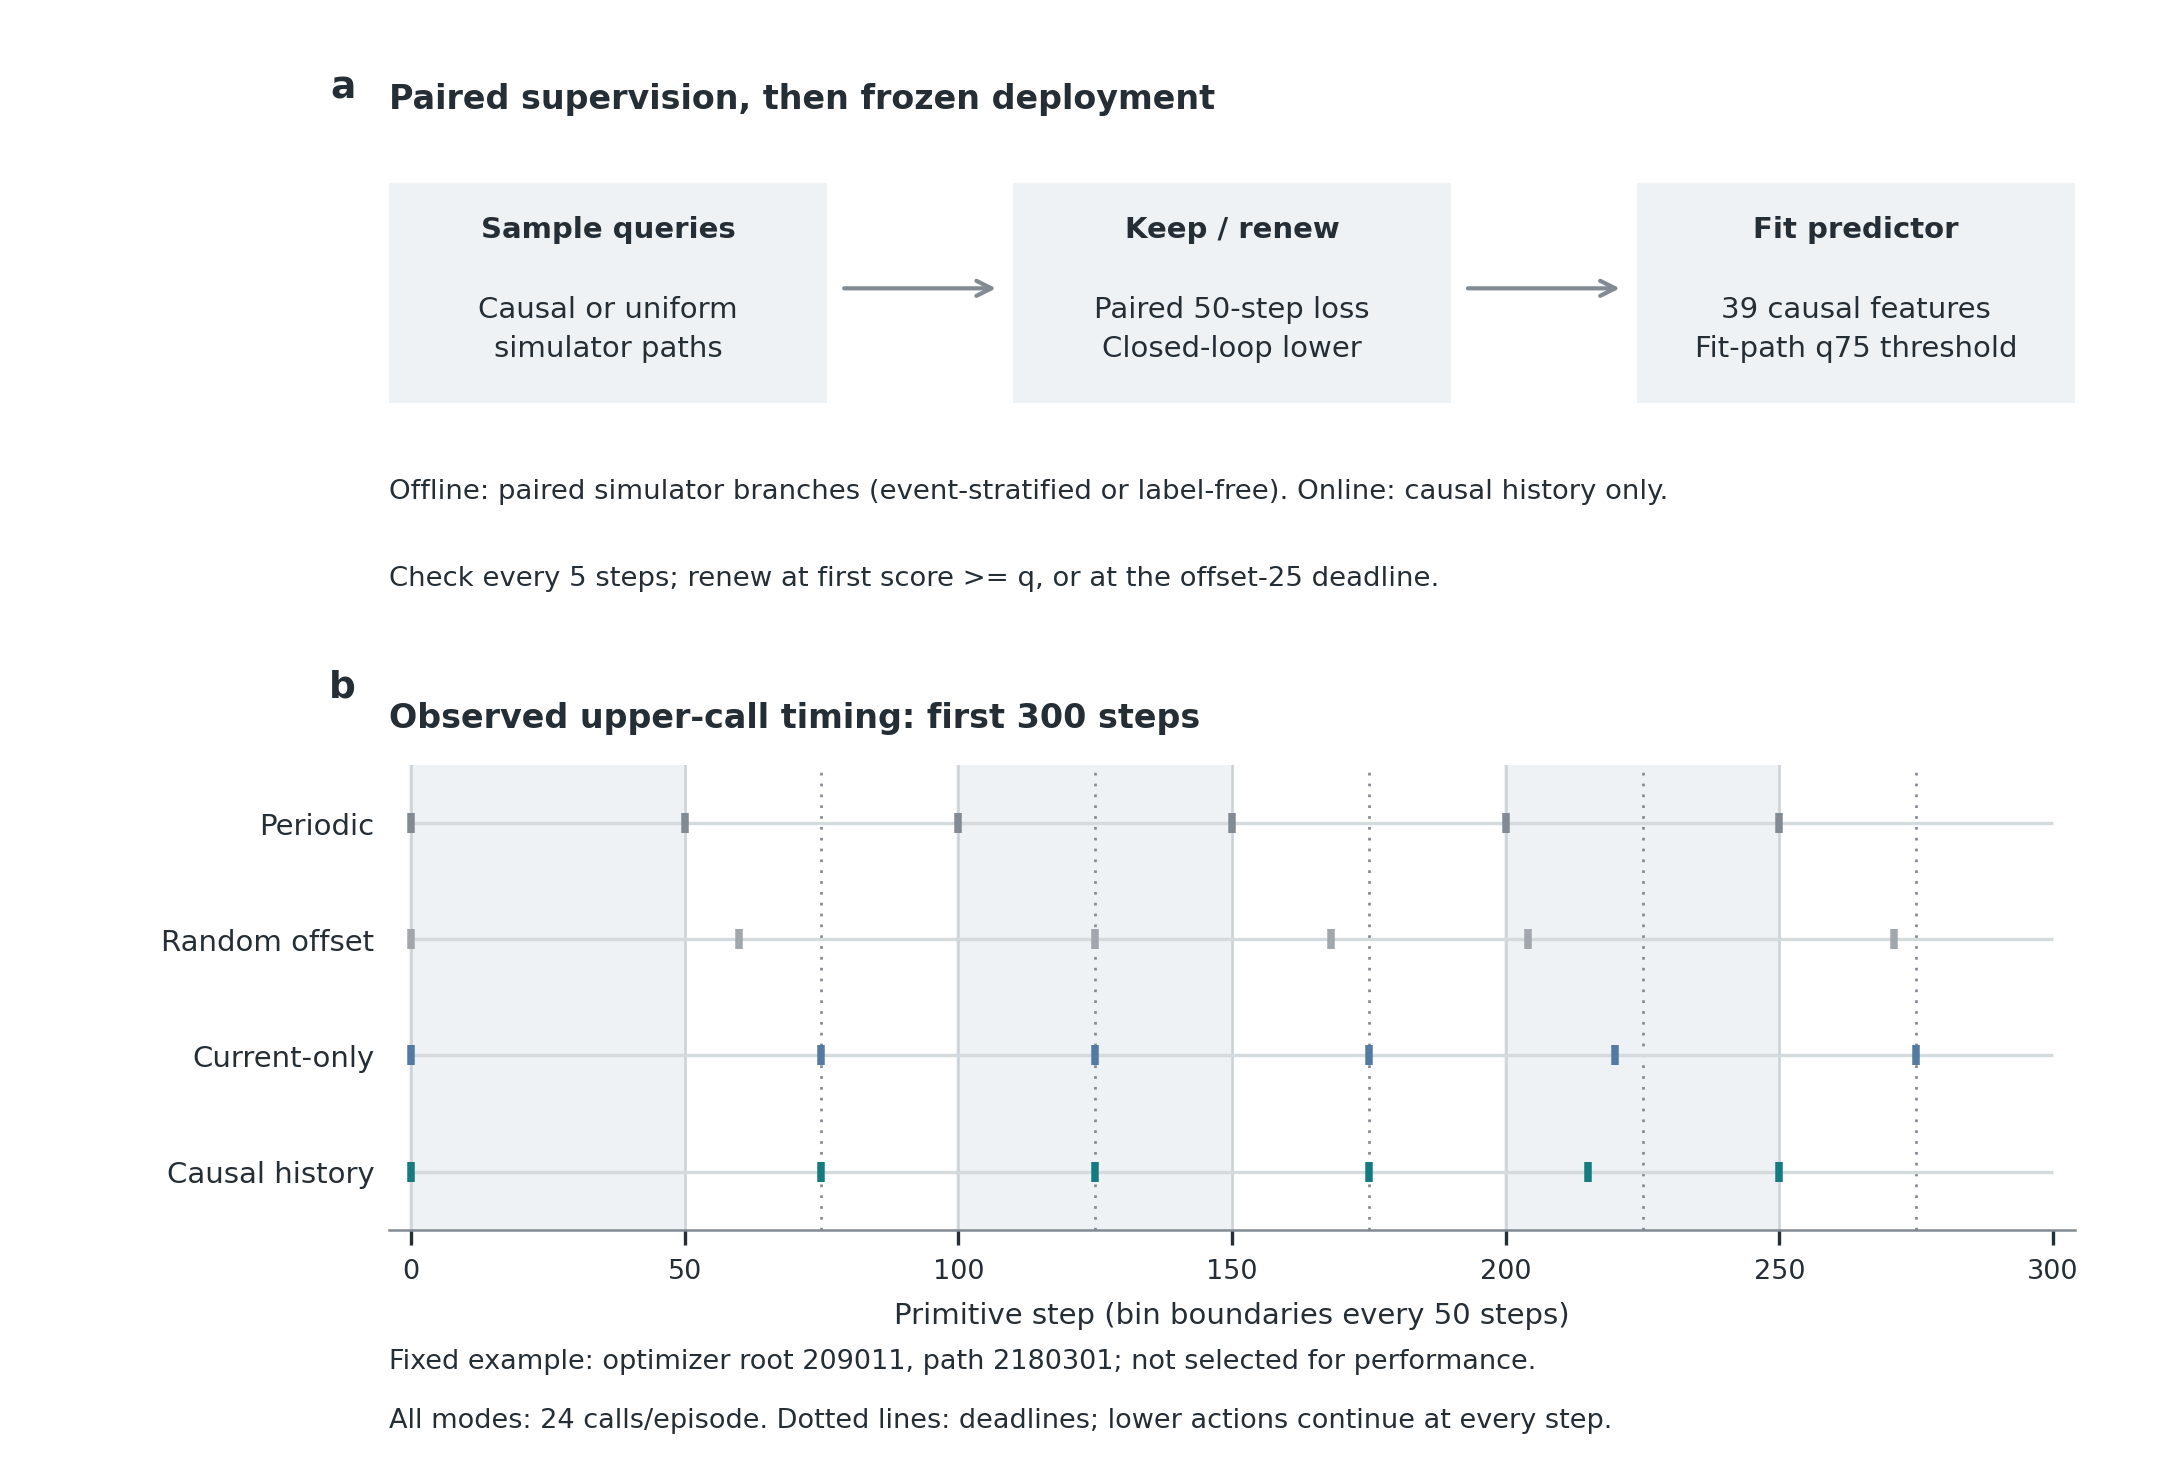 a
Paired supervision, then frozen deployment
Sample queries
Causal or uniform
simulator paths
Keep / renew
Paired 50-step loss
Closed-loop lower
Fit predictor
39 causal features
Fit-path q75 threshold
Offline: paired simulator branches (event-stratified or label-free). Online: causal history only.
Check every 5 steps; renew at first score >= q, or at the offset-25 deadline.
b
Observed upper-call timing: first 300 steps
Periodic
Random offset
Current-only
Causal history
0 50 100 150 200 250 300
Primitive step (bin boundaries every 50 steps)
Fixed example: optimizer root 209011, path 2180301; not selected for performance.
All modes: 24 calls/episode. Dotted lines: deadlines; lower actions continue at every step.